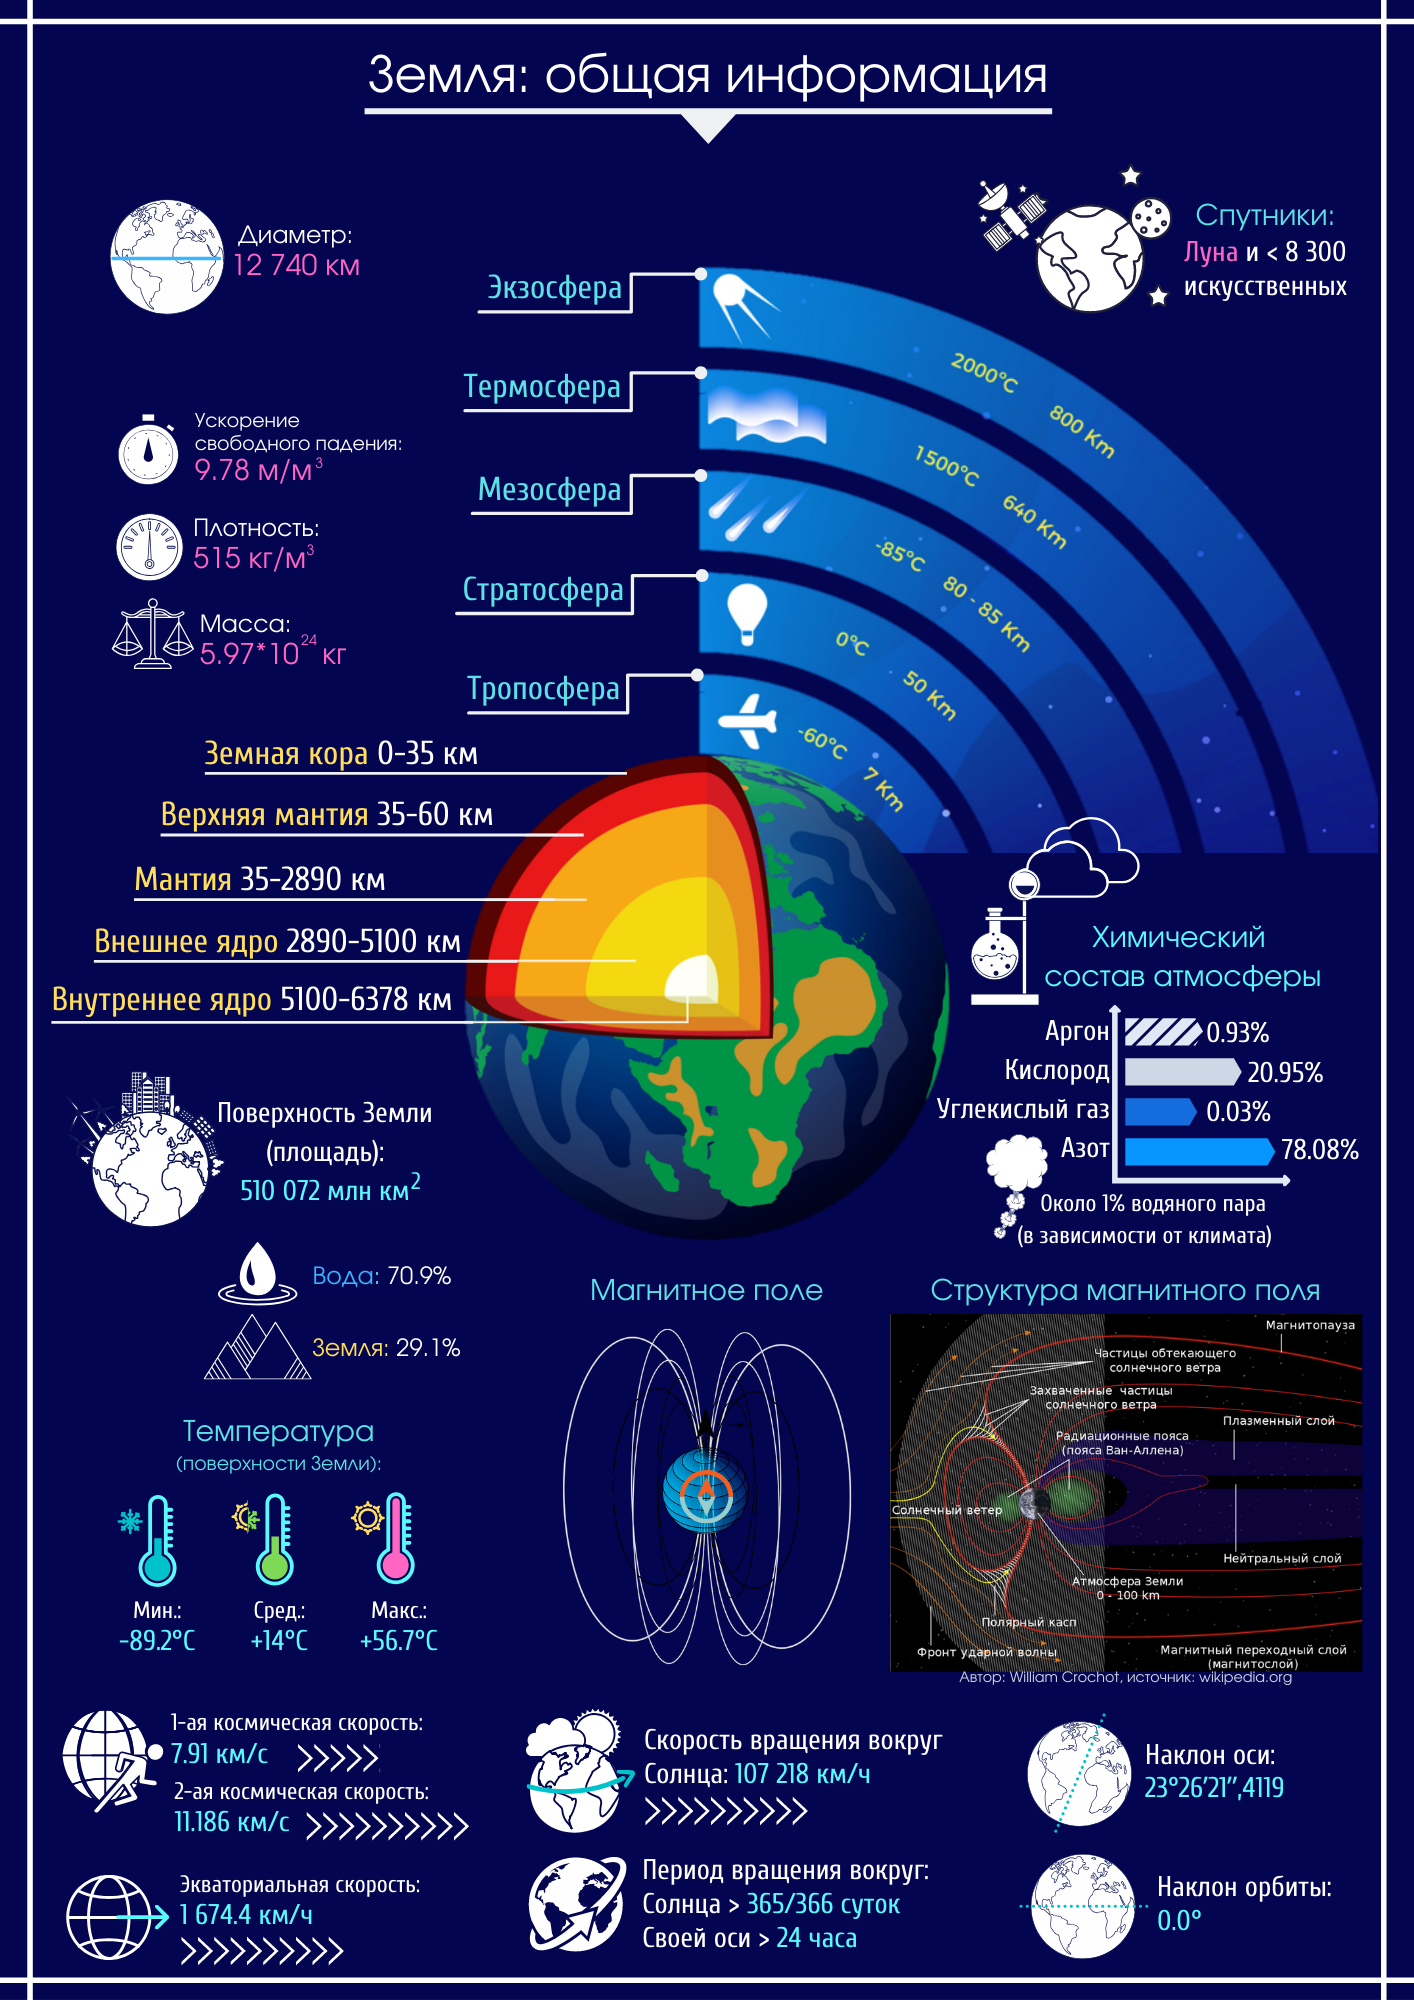 Земля: общая информация
Диаметр:
12 740 км
Спутники:
Луна и < 8 300
искусственных
Экзосфера
Термосфера
Мезосфера
Стратосфера
Тропосфера
2000°C 800 Km
1500°C 640 Km
-85°C 80 - 85 Km
0°C 50 Km
-60°C 7 Km
Ускорение
свободного падения:
9.78 м/м³
Плотность:
515 кг/м³
Масса:
5.97*10²⁴ кг
Земная кора 0-35 км
Верхняя мантия 35-60 км
Мантия 35-2890 км
Внешнее ядро 2890-5100 км
Внутреннее ядро 5100-6378 км
Химический
состав атмосферы
Аргон 0.93%
Кислород 20.95%
Углекислый газ 0.03%
Азот 78.08%
Около 1% водяного пара
(в зависимости от климата)
Поверхность Земли
(площадь):
510 072 млн км²
Вода: 70.9%
Земля: 29.1%
Температура
(поверхности Земли):
Мин.:
-89.2°C
Сред.:
+14°C
Макс.:
+56.7°C
Магнитное поле
Структура магнитного поля
Магнитопауза
Частицы обтекающего
солнечного ветра
Захваченные частицы
солнечного ветра
Плазменный слой
Радиационные пояса
(пояса Ван-Аллена)
Солнечный ветер
Нейтральный слой
Атмосфера Земли
0 - 100 km
Полярный касп
Фронт ударной волны
Магнитный переходный слой
(магнитослой)
Автор: William Crochot, источник: wikipedia.org
1-ая космическая скорость:
7.91 км/с
2-ая космическая скорость:
11.186 км/с
Экваториальная скорость:
1 674.4 км/ч
Скорость вращения вокруг
Солнца: 107 218 км/ч
Период вращения вокруг:
Солнца > 365/366 суток
Своей оси > 24 часа
Наклон оси:
23°26'21",4119
Наклон орбиты:
0.0°